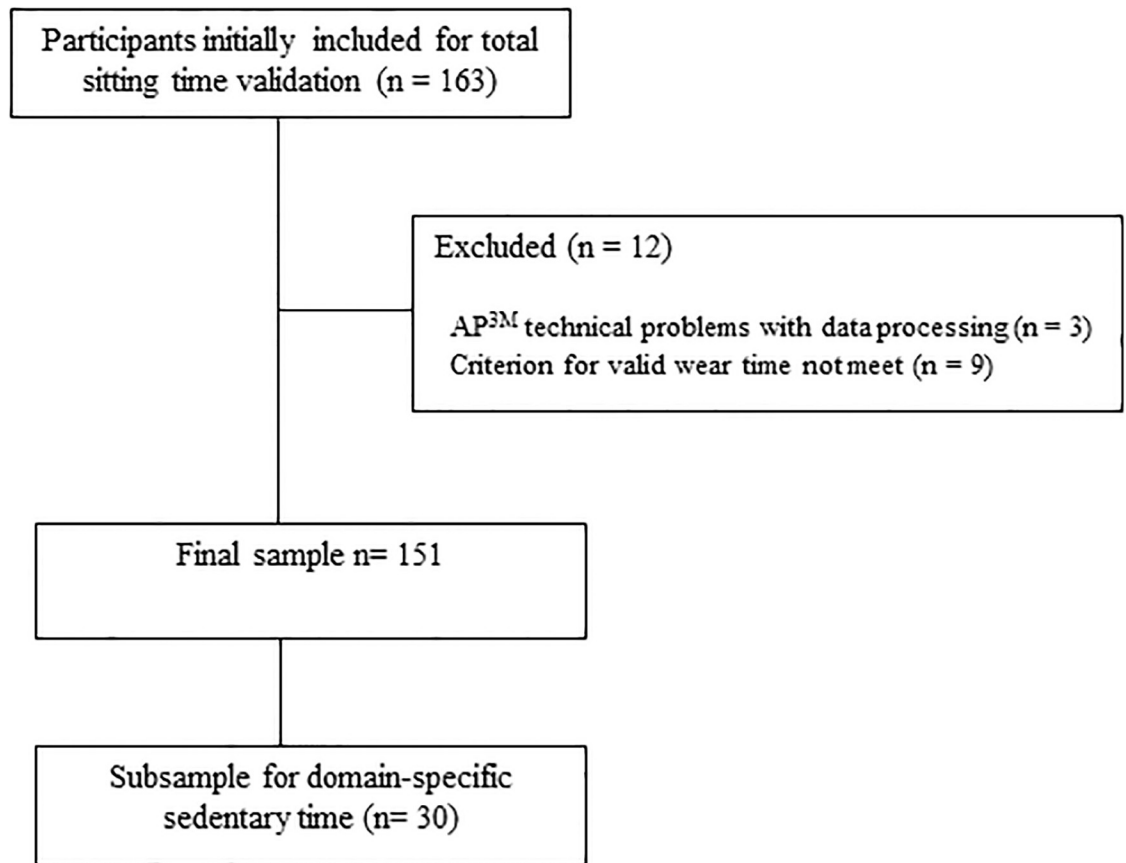 Participants initially included for total
sitting time validation (n = 163)
Excluded (n = 12)
AP3M technical problems with data processing (n = 3)
Criterion for valid wear time not meet (n = 9)
Final sample n= 151
Subsample for domain-specific
sedentary time (n= 30)